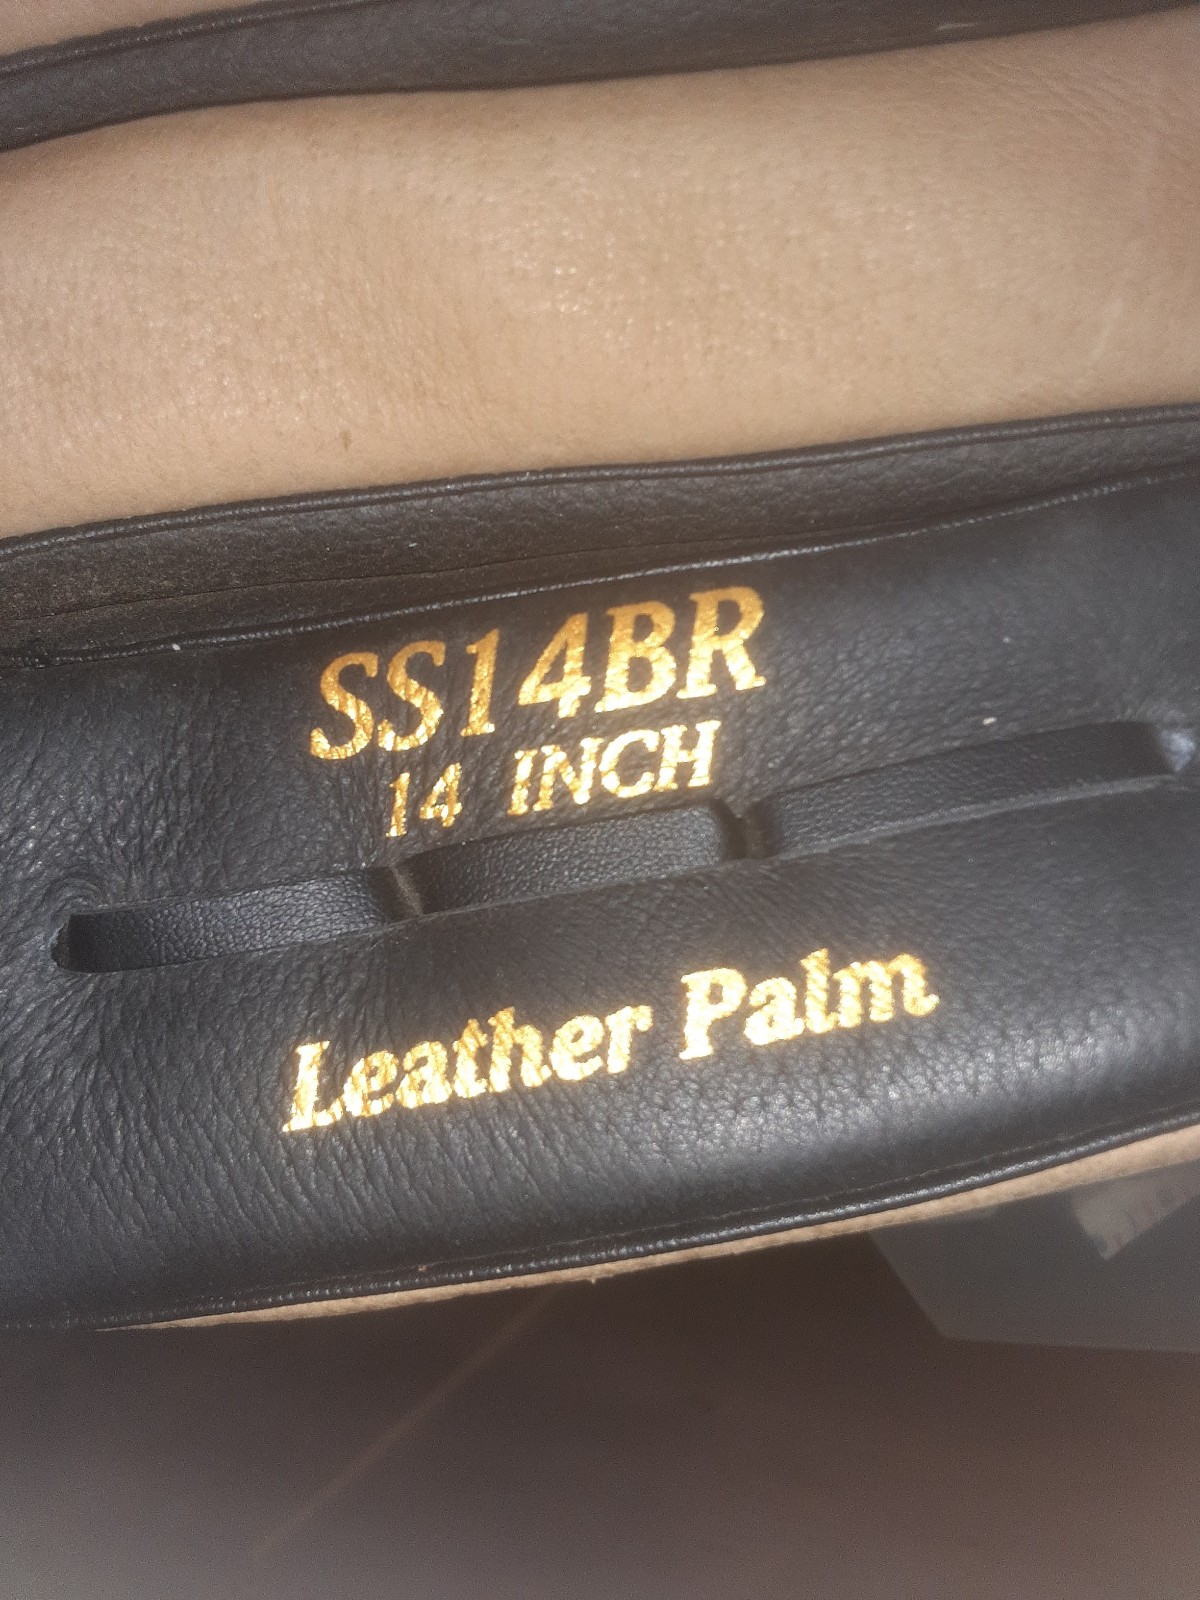 SS14BR
14 INCH
Leather Palm